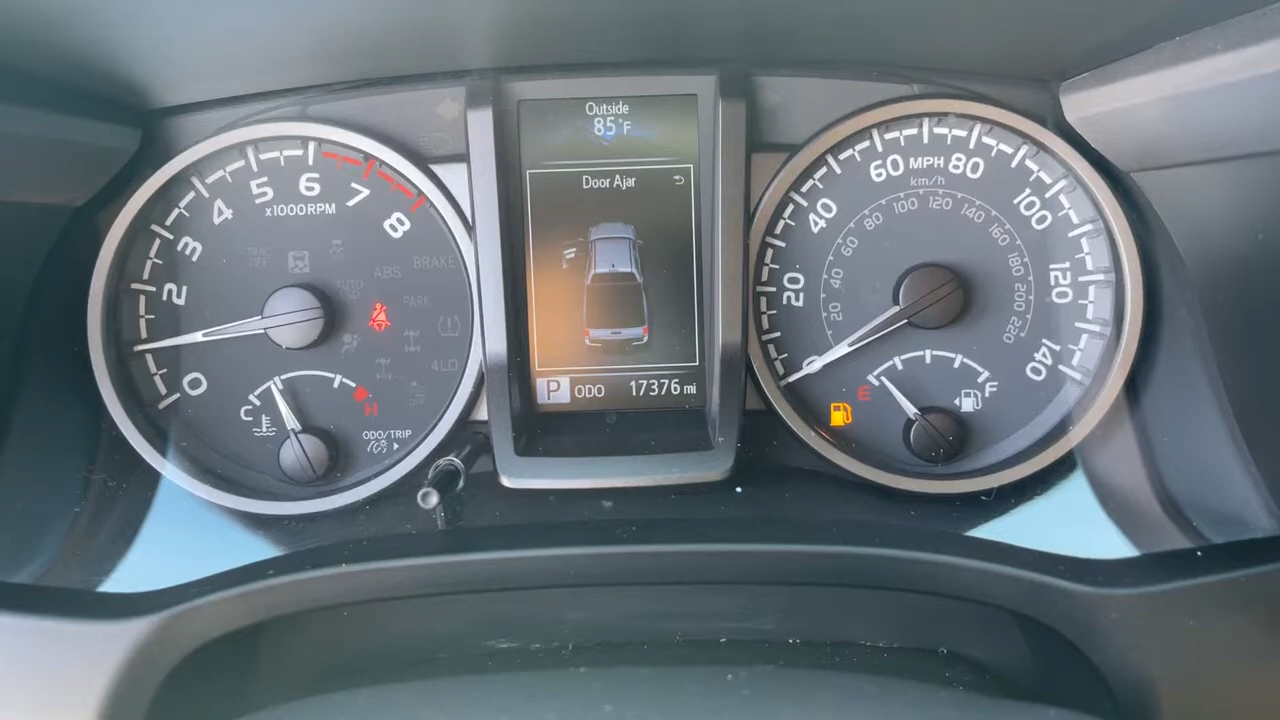 Outside
85°F
Door Ajar
P ODO 17376 mi
0
2
3
4
5
6
7
8
x1000RPM
TRAC
OFF
AUTO
LSD
ABS
BRAKE
PARK
4LO
C
H
ODO/TRIP
0
20
40
60
MPH
80
100
120
140
km/h
20
40
60
80
100
120
140
160
180
200
220
E
F